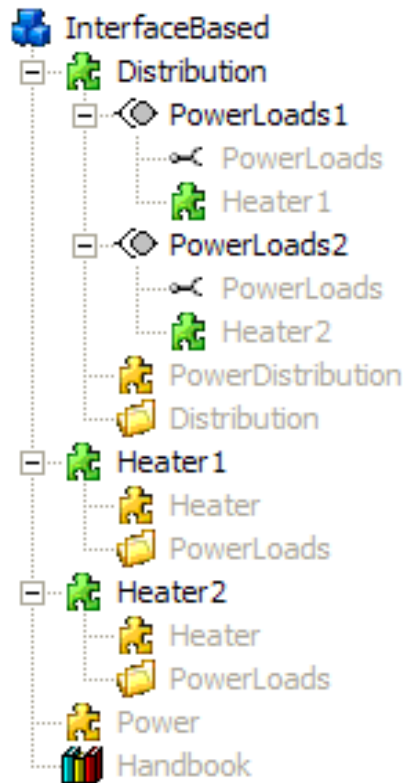 InterfaceBased
Distribution
PowerLoads1
PowerLoads
Heater1
PowerLoads2
PowerLoads
Heater2
PowerDistribution
Distribution
Heater1
Heater
PowerLoads
Heater2
Heater
PowerLoads
Power
Handbook